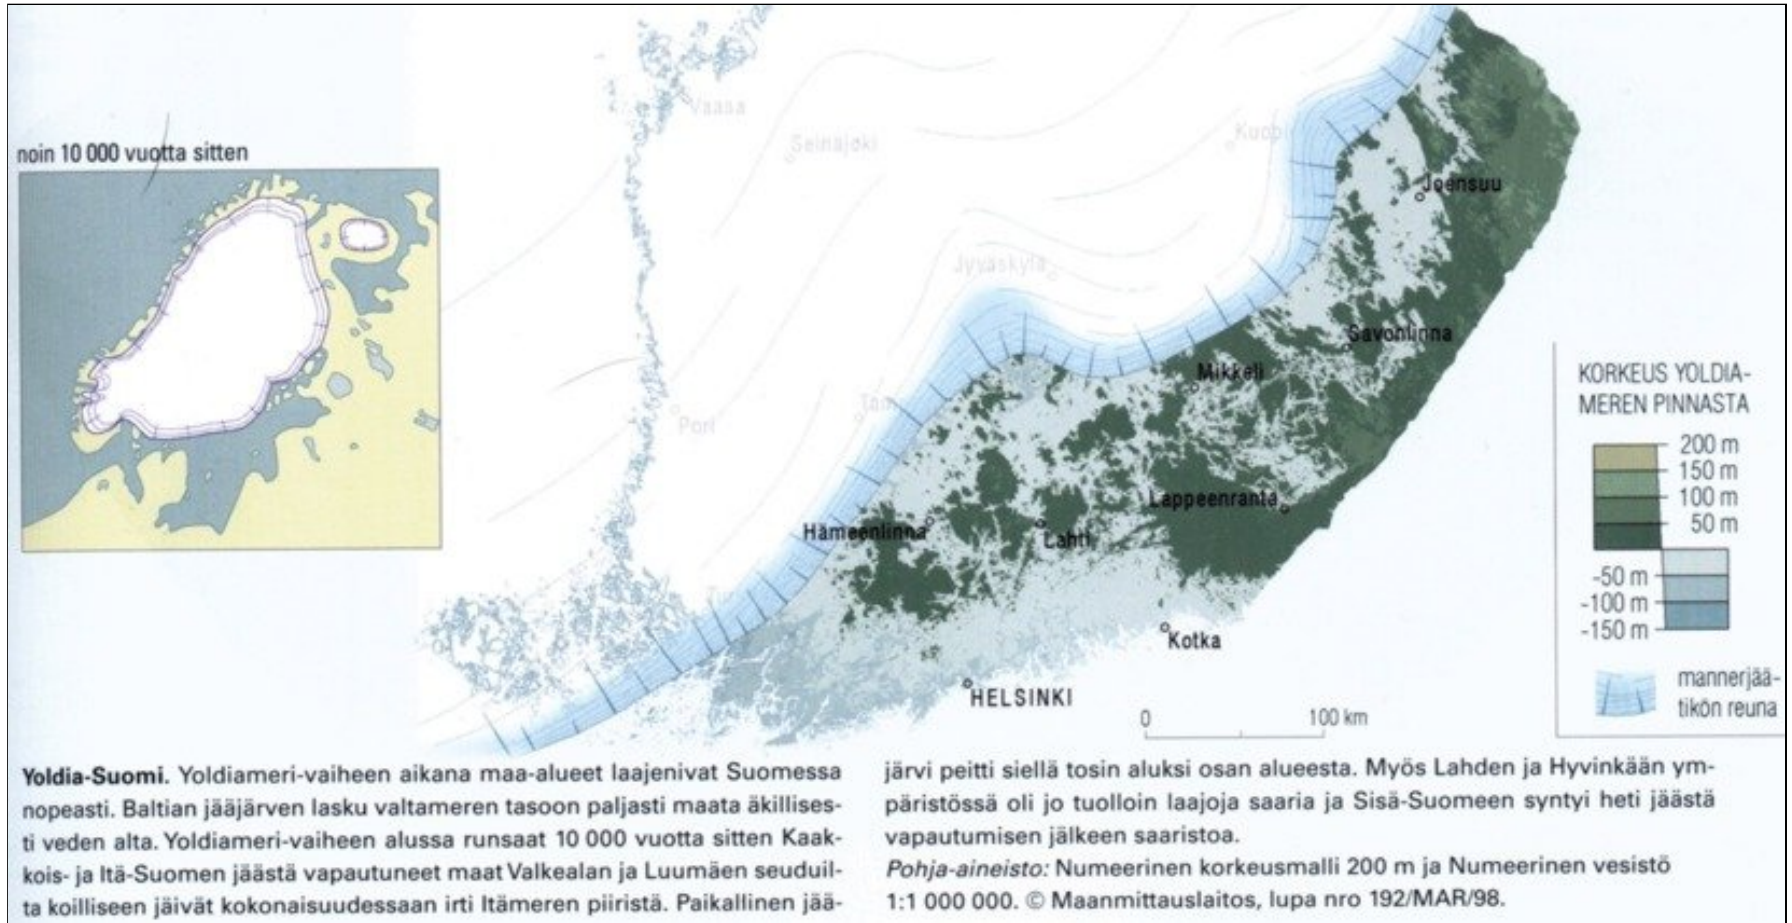 noin 10 000 vuotta sitten
Vaasa
Seinäjoki
Kuopi
Joensuu
Jyväskylä
Savonlinna
Mikkeli
Tam
Pori
Lappeenranta
Hämeenlinna
Lahti
Kotka
HELSINKI
0 100 km
KORKEUS YOLDIA-
MEREN PINNASTA
200 m
150 m
100 m
50 m
-50 m
-100 m
-150 m
mannerjää-
tikön reuna
Yoldia-Suomi. Yoldiameri-vaiheen aikana maa-alueet laajenivat Suomessa
nopeasti. Baltian jääjärven lasku valtameren tasoon paljasti maata äkillises-
ti veden alta. Yoldiameri-vaiheen alussa runsaat 10 000 vuotta sitten Kaak-
kois- ja Itä-Suomen jäästä vapautuneet maat Valkealan ja Luumäen seuduil-
ta koilliseen jäivät kokonaisuudessaan irti Itämeren piiristä. Paikallinen jää-
järvi peitti siellä tosin aluksi osan alueesta. Myös Lahden ja Hyvinkään ym-
päristössä oli jo tuolloin laajoja saaria ja Sisä-Suomeen syntyi heti jäästä
vapautumisen jälkeen saaristoa.
Pohja-aineisto: Numeerinen korkeusmalli 200 m ja Numeerinen vesistö
1:1 000 000. © Maanmittauslaitos, lupa nro 192/MAR/98.